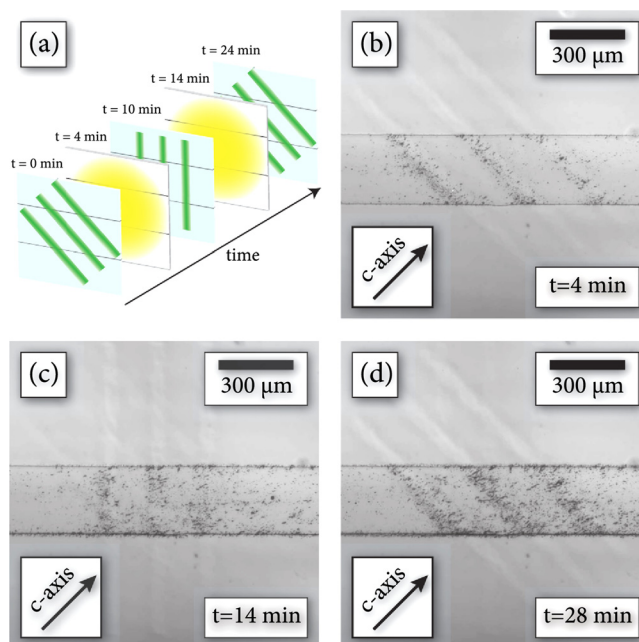 (a)
t = 24 min
t = 14 min
t = 10 min
t = 4 min
t = 0 min
time
(b)
300 µm
c-axis
t=4 min
(c)
300 µm
c-axis
t=14 min
(d)
300 µm
c-axis
t=28 min